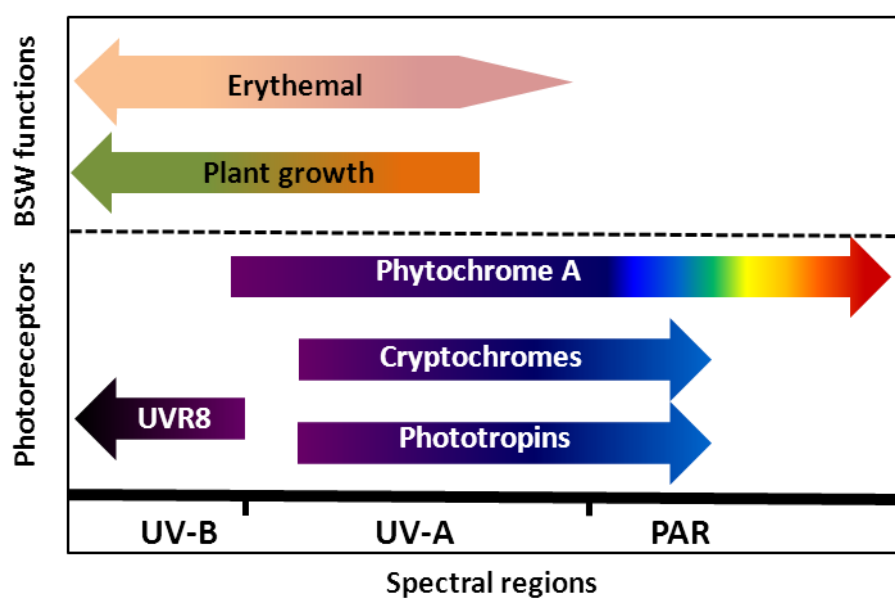 BSW functions
Erythemal
Plant growth
Photoreceptors
Phytochrome A
Cryptochromes
UVR8
Phototropins
UV-B
UV-A
PAR
Spectral regions